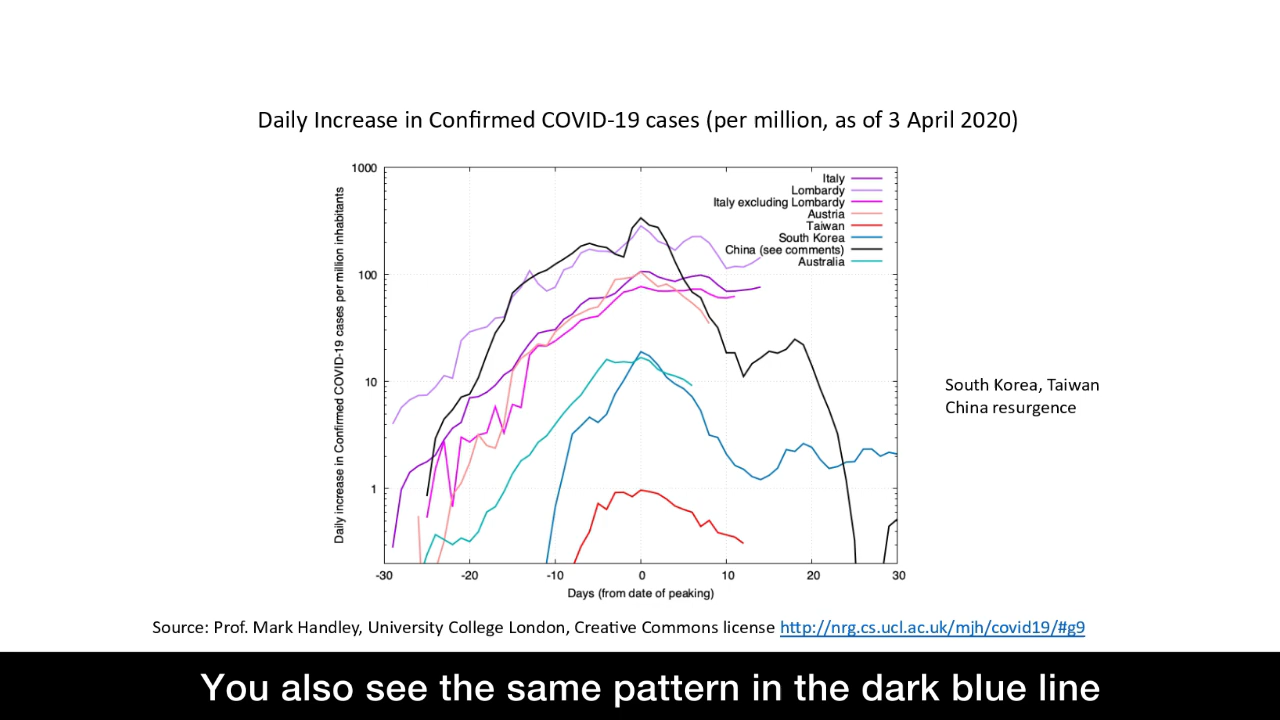 Daily Increase in Confirmed COVID-19 cases (per million, as of 3 April 2020)
Daily increase in Confirmed COVID-19 cases per million inhabitants
1000
100
10
1
Italy
Lombardy
Italy excluding Lombardy
Austria
Taiwan
South Korea
China (see comments)
Australia
-30 -20 -10 0 10 20 30
Days (from date of peaking)
South Korea, Taiwan
China resurgence
Source: Prof. Mark Handley, University College London, Creative Commons license http://nrg.cs.ucl.ac.uk/mjh/covid19/#g9
You also see the same pattern in the dark blue line